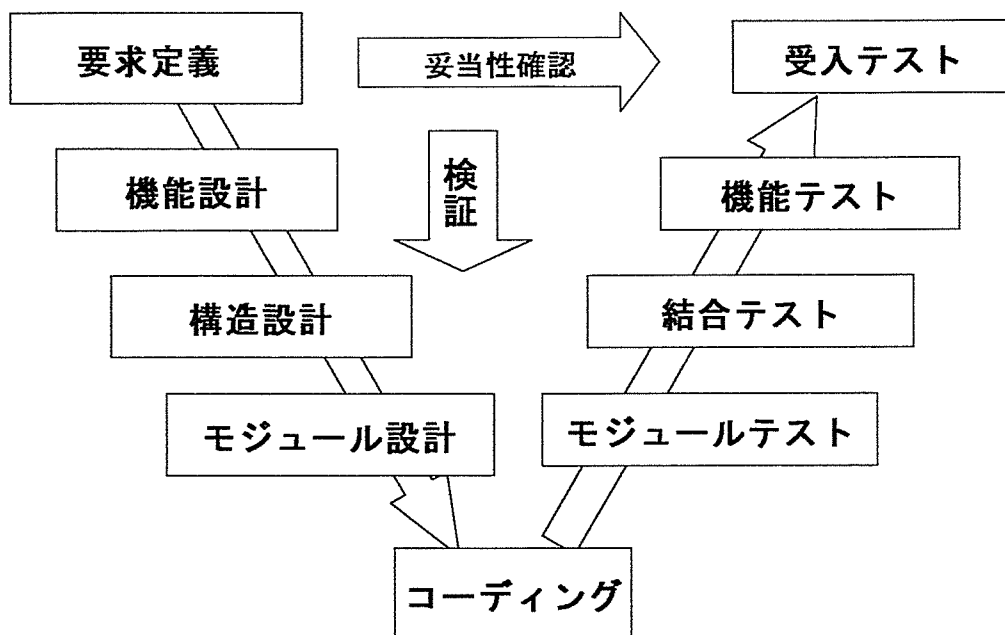 要求定義
妥当性確認
受入テスト
機能設計
検証
機能テスト
構造設計
結合テスト
モジュール設計
モジュールテスト
コーディング